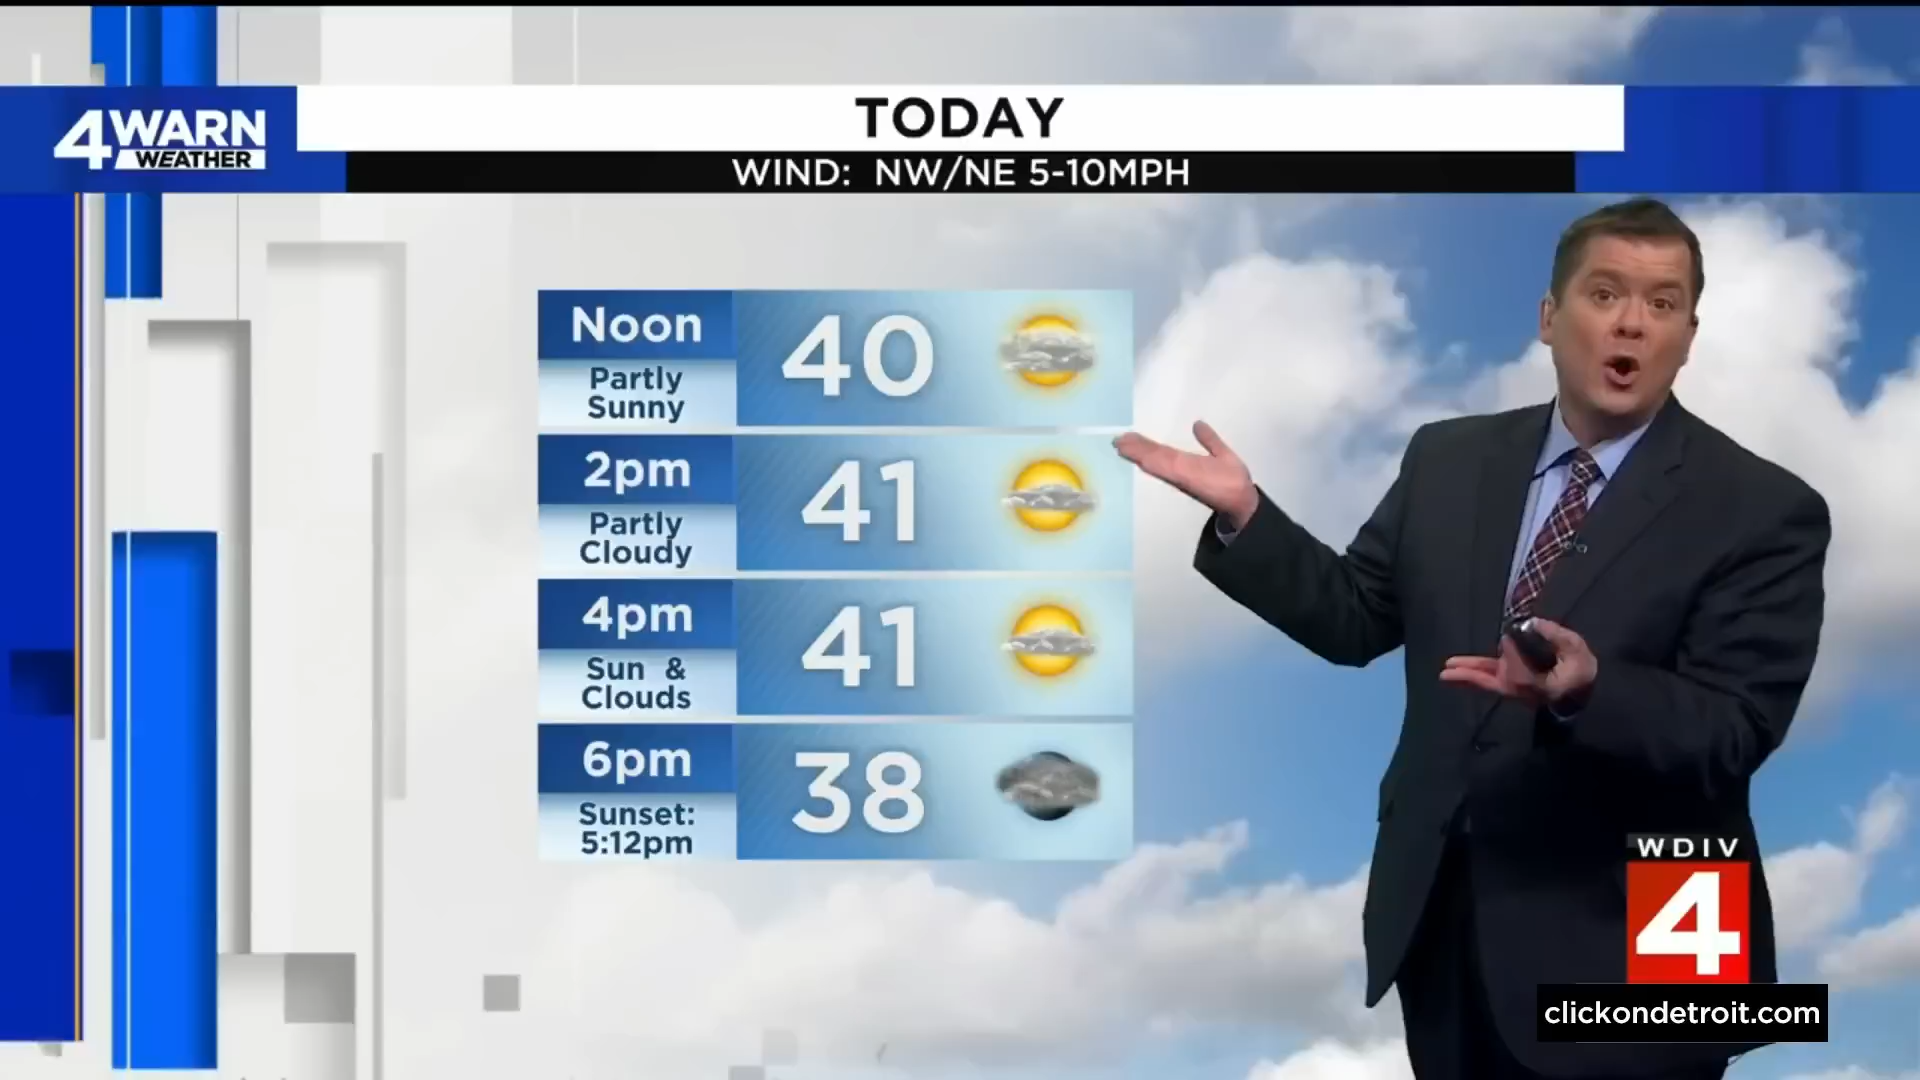 TODAY
4WARN
WEATHER
WIND: NW/NE 5-10MPH
Noon
40
Partly
Sunny
2pm
41
Partly
Cloudy
4pm
41
Sun &
Clouds
6pm
38
Sunset:
5:12pm
WDIV
4
clickondetroit.com